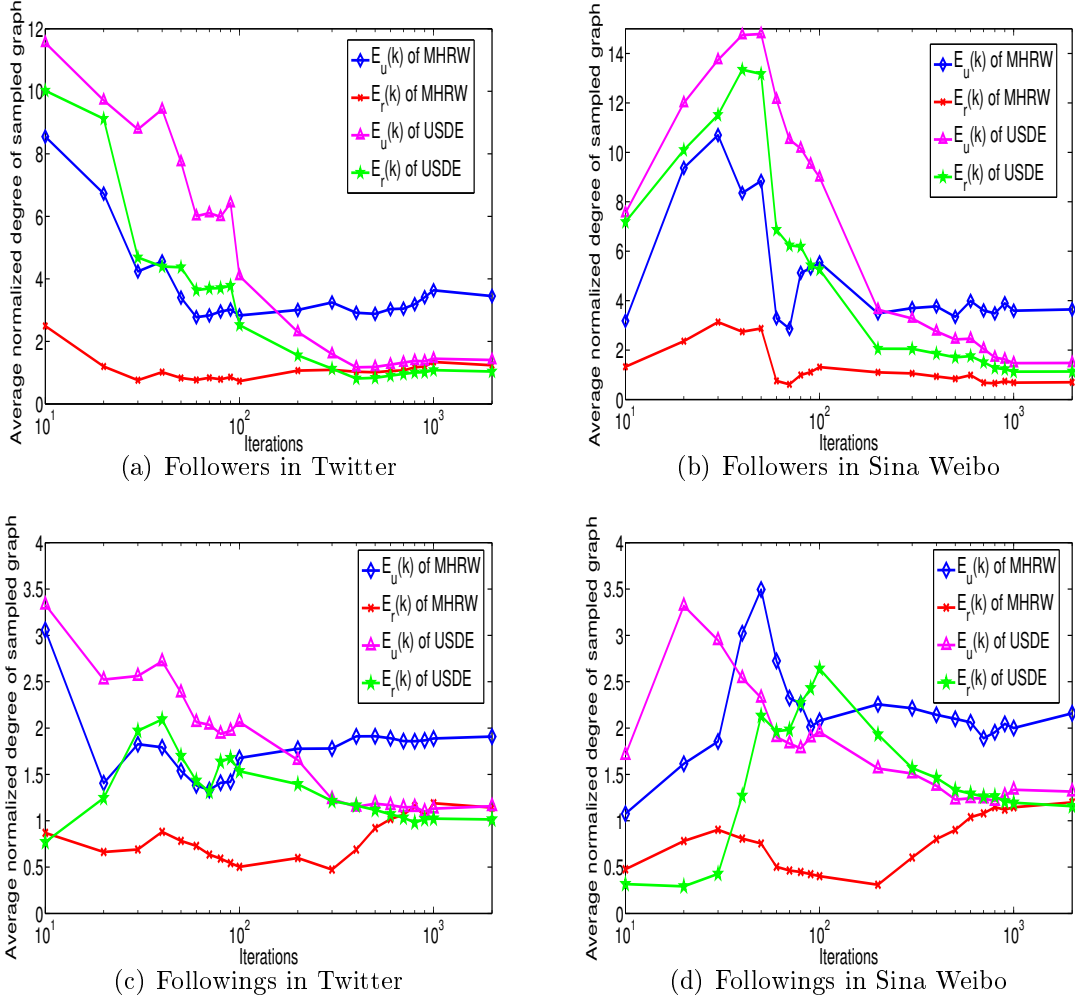 Average normalized degree of sampled graph
12
10
8
6
4
2
0
10^1
10^2
10^3
Iterations
E_u(k) of MHRW
E_r(k) of MHRW
E_u(k) of USDE
E_r(k) of USDE
(a) Followers in Twitter
Average normalized degree of sampled graph
14
12
10
8
6
4
2
0
10^1
10^2
10^3
Iterations
E_u(k) of MHRW
E_r(k) of MHRW
E_u(k) of USDE
E_r(k) of USDE
(b) Followers in Sina Weibo
Average normalized degree of sampled graph
4
3.5
3
2.5
2
1.5
1
0.5
0
10^1
10^2
10^3
Iterations
E_u(k) of MHRW
E_r(k) of MHRW
E_u(k) of USDE
E_r(k) of USDE
(c) Followings in Twitter
Average normalized degree of sampled graph
4
3.5
3
2.5
2
1.5
1
0.5
0
10^1
10^2
10^3
Iterations
E_u(k) of MHRW
E_r(k) of MHRW
E_u(k) of USDE
E_r(k) of USDE
(d) Followings in Sina Weibo